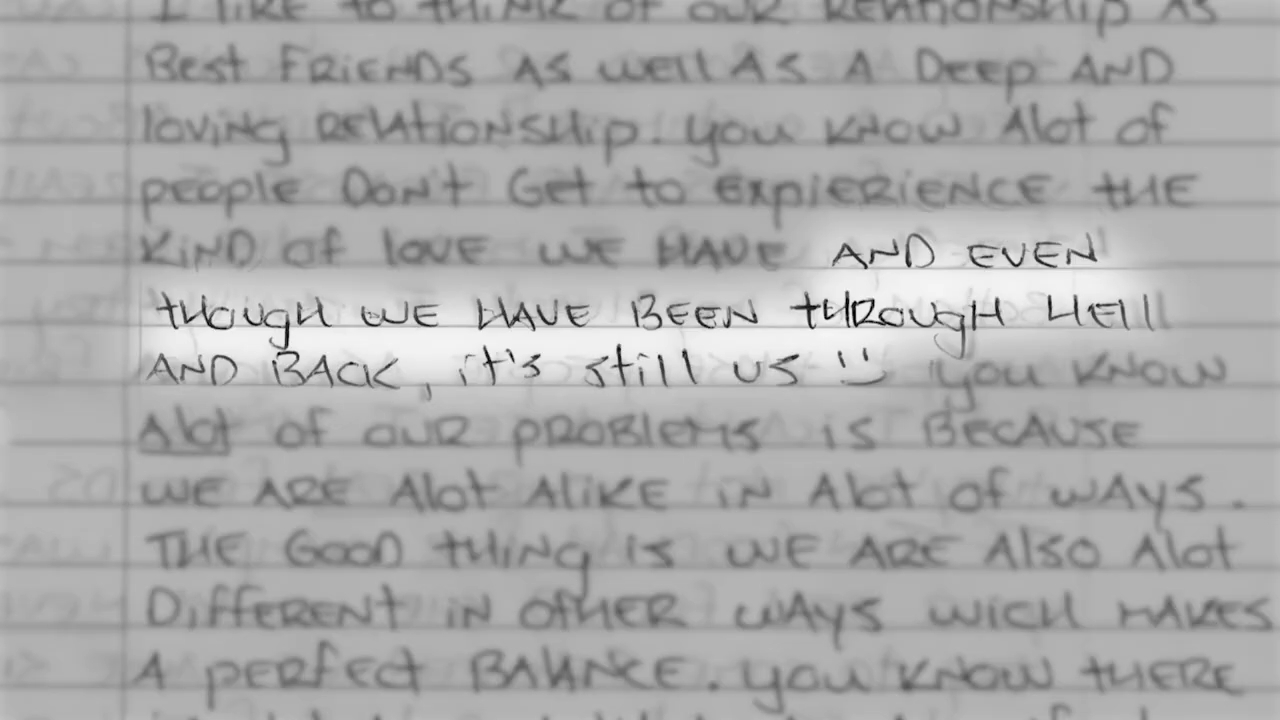 I like to think of our Relationship As
Best FRIENDS AS well AS A Deep AND
loving RElAtioNSHip. you KNOW Alot of
people DoN't Get to ExpiERiENCE tHE
KiND of lovE WE HAVE AND EVEN
tHougH WE HAVE BEEN tHRougH HEll
AND BACK, it's still us :)
you KNOW
Alot of ouR pROBlEms is BECAUSE
WE ARE Alot AliKE iN Alot of wAys.
THE GooD tHiNg is WE ARE Also Alot
DiffERENt iN otHER wAys wicH mAKEs
A pERfEct BAlANCE. you KNOW tHERE